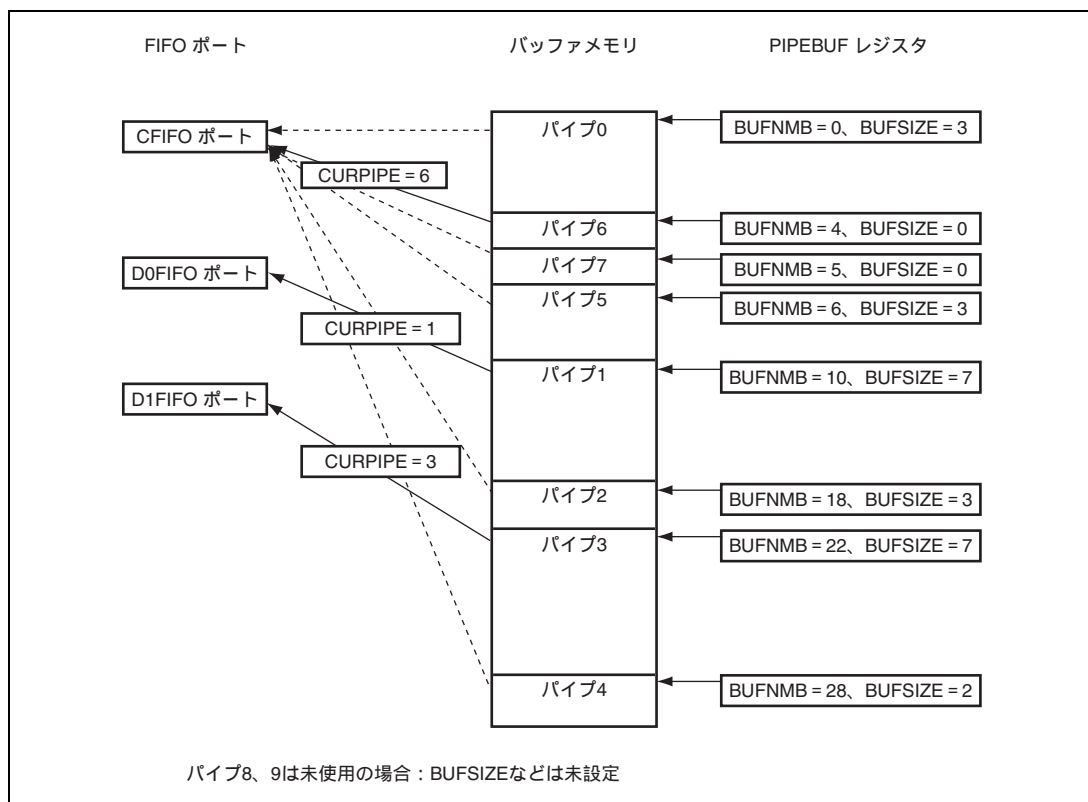 FIFO ポート
バッファメモリ
PIPEBUF レジスタ
CFIFO ポート
D0FIFO ポート
D1FIFO ポート
CURPIPE = 6
CURPIPE = 1
CURPIPE = 3
パイプ0
パイプ6
パイプ7
パイプ5
パイプ1
パイプ2
パイプ3
パイプ4
BUFNMB = 0、BUFSIZE = 3
BUFNMB = 4、BUFSIZE = 0
BUFNMB = 5、BUFSIZE = 0
BUFNMB = 6、BUFSIZE = 3
BUFNMB = 10、BUFSIZE = 7
BUFNMB = 18、BUFSIZE = 3
BUFNMB = 22、BUFSIZE = 7
BUFNMB = 28、BUFSIZE = 2
パイプ8、9は未使用の場合：BUFSIZEなどは未設定